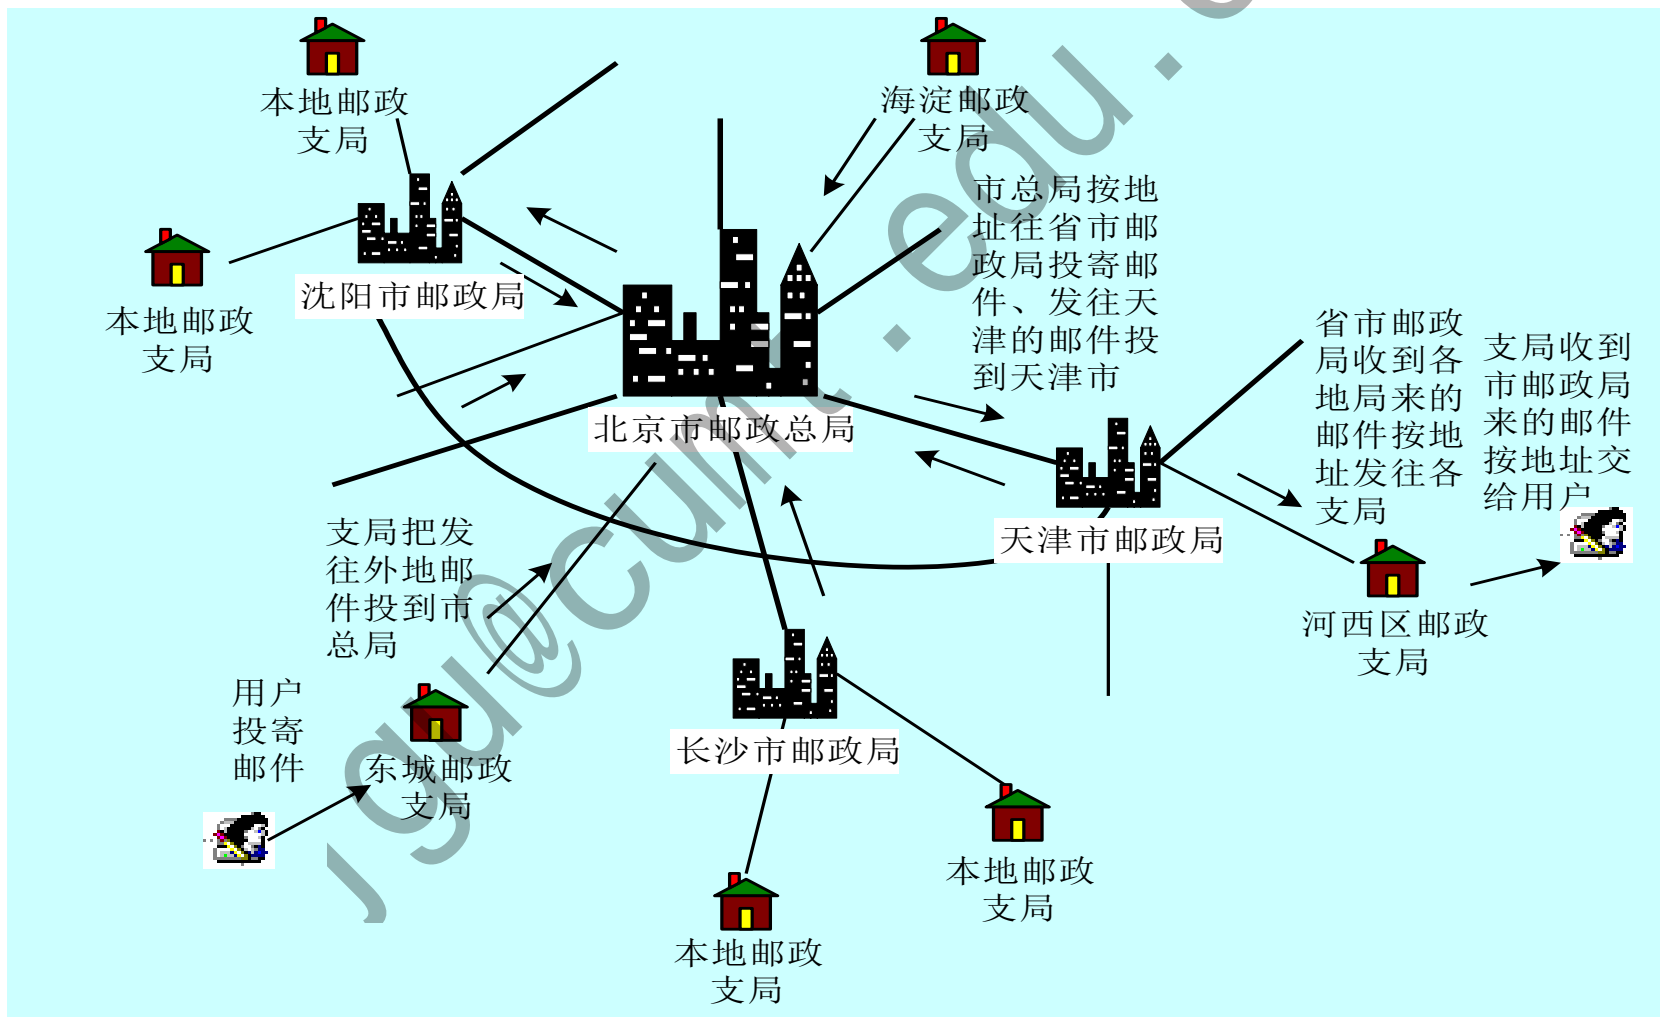 本地邮政
支局
海淀邮政
支局
市总局按地
址往省市邮
政局投寄邮
件、发往天
津的邮件投
到天津市
本地邮政
支局
沈阳市邮政局
省市邮政
局收到各
地局来的
邮件按地
址发往各
支局
支局收到
市邮政局
来的邮件
按地址交
给用户
北京市邮政总局
天津市邮政局
支局把发
往外地邮
件投到市
总局
河西区邮政
支局
用户
投寄
邮件
东城邮政
支局
长沙市邮政局
本地邮政
支局
本地邮政
支局
gu@cumt.edu.c